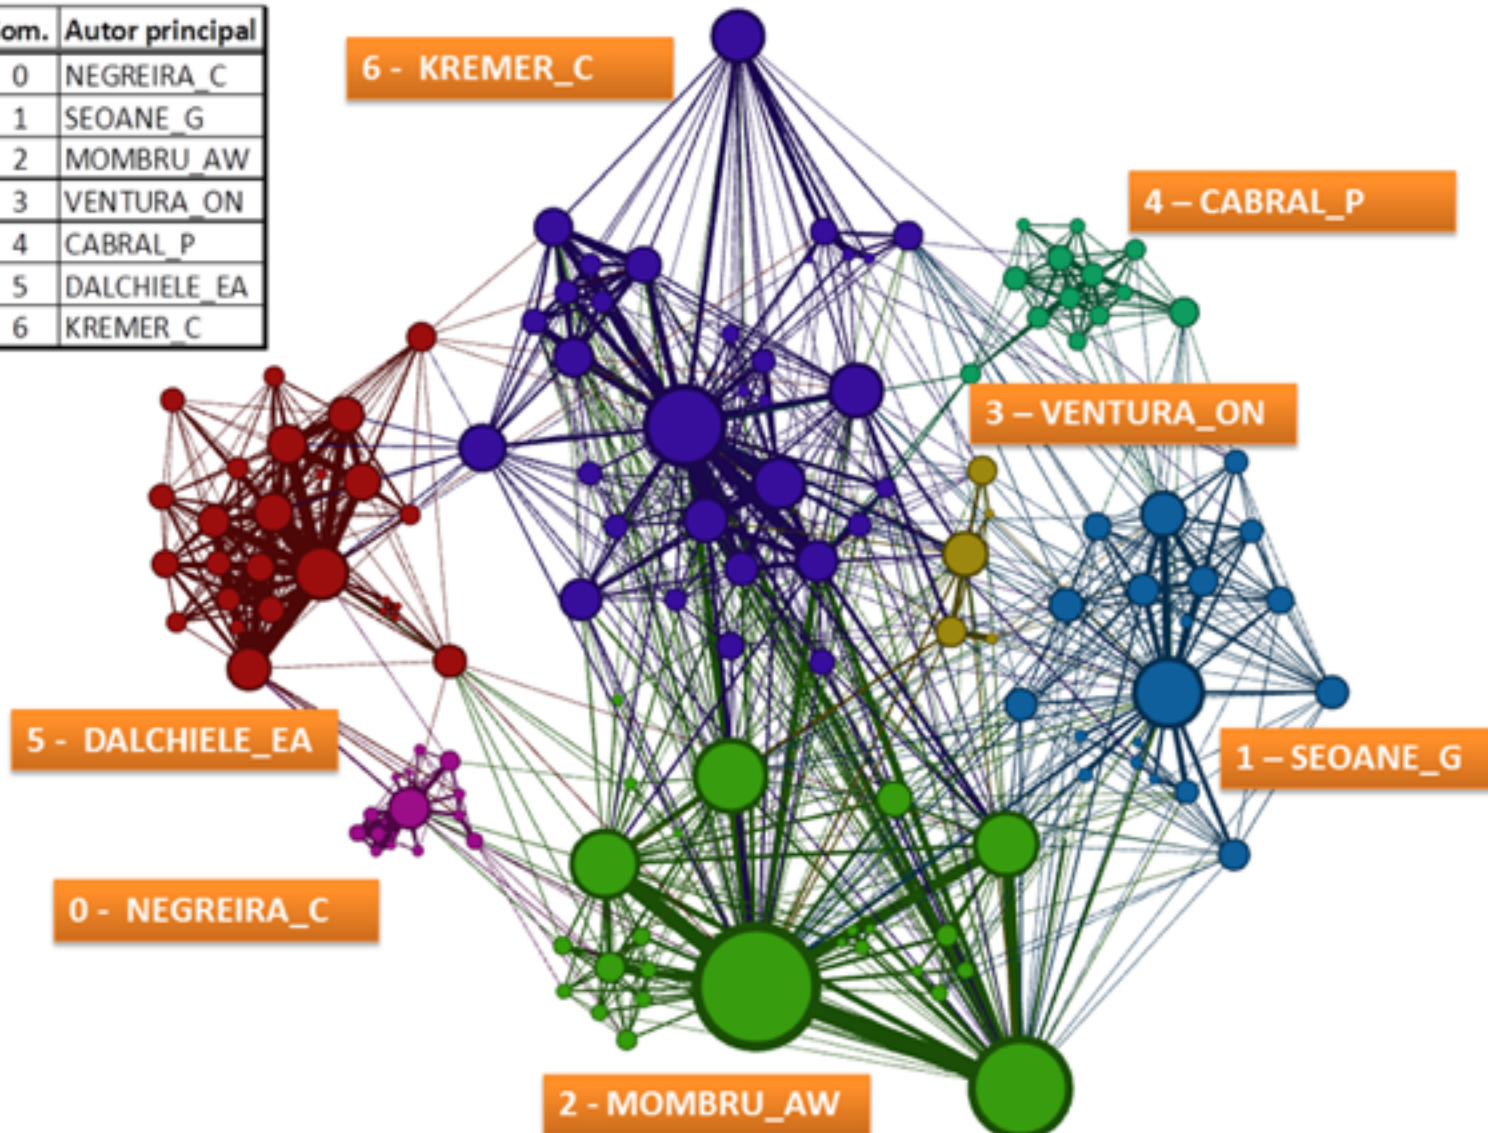 om. Autor principal
0 NEGREIRA_C
1 SEOANE_G
2 MOMBRU_AW
3 VENTURA_ON
4 CABRAL_P
5 DALCHIELE_EA
6 KREMER_C
6 - KREMER_C
4 – CABRAL_P
3 – VENTURA_ON
5 - DALCHIELE_EA
1 – SEOANE_G
0 - NEGREIRA_C
2 - MOMBRU_AW